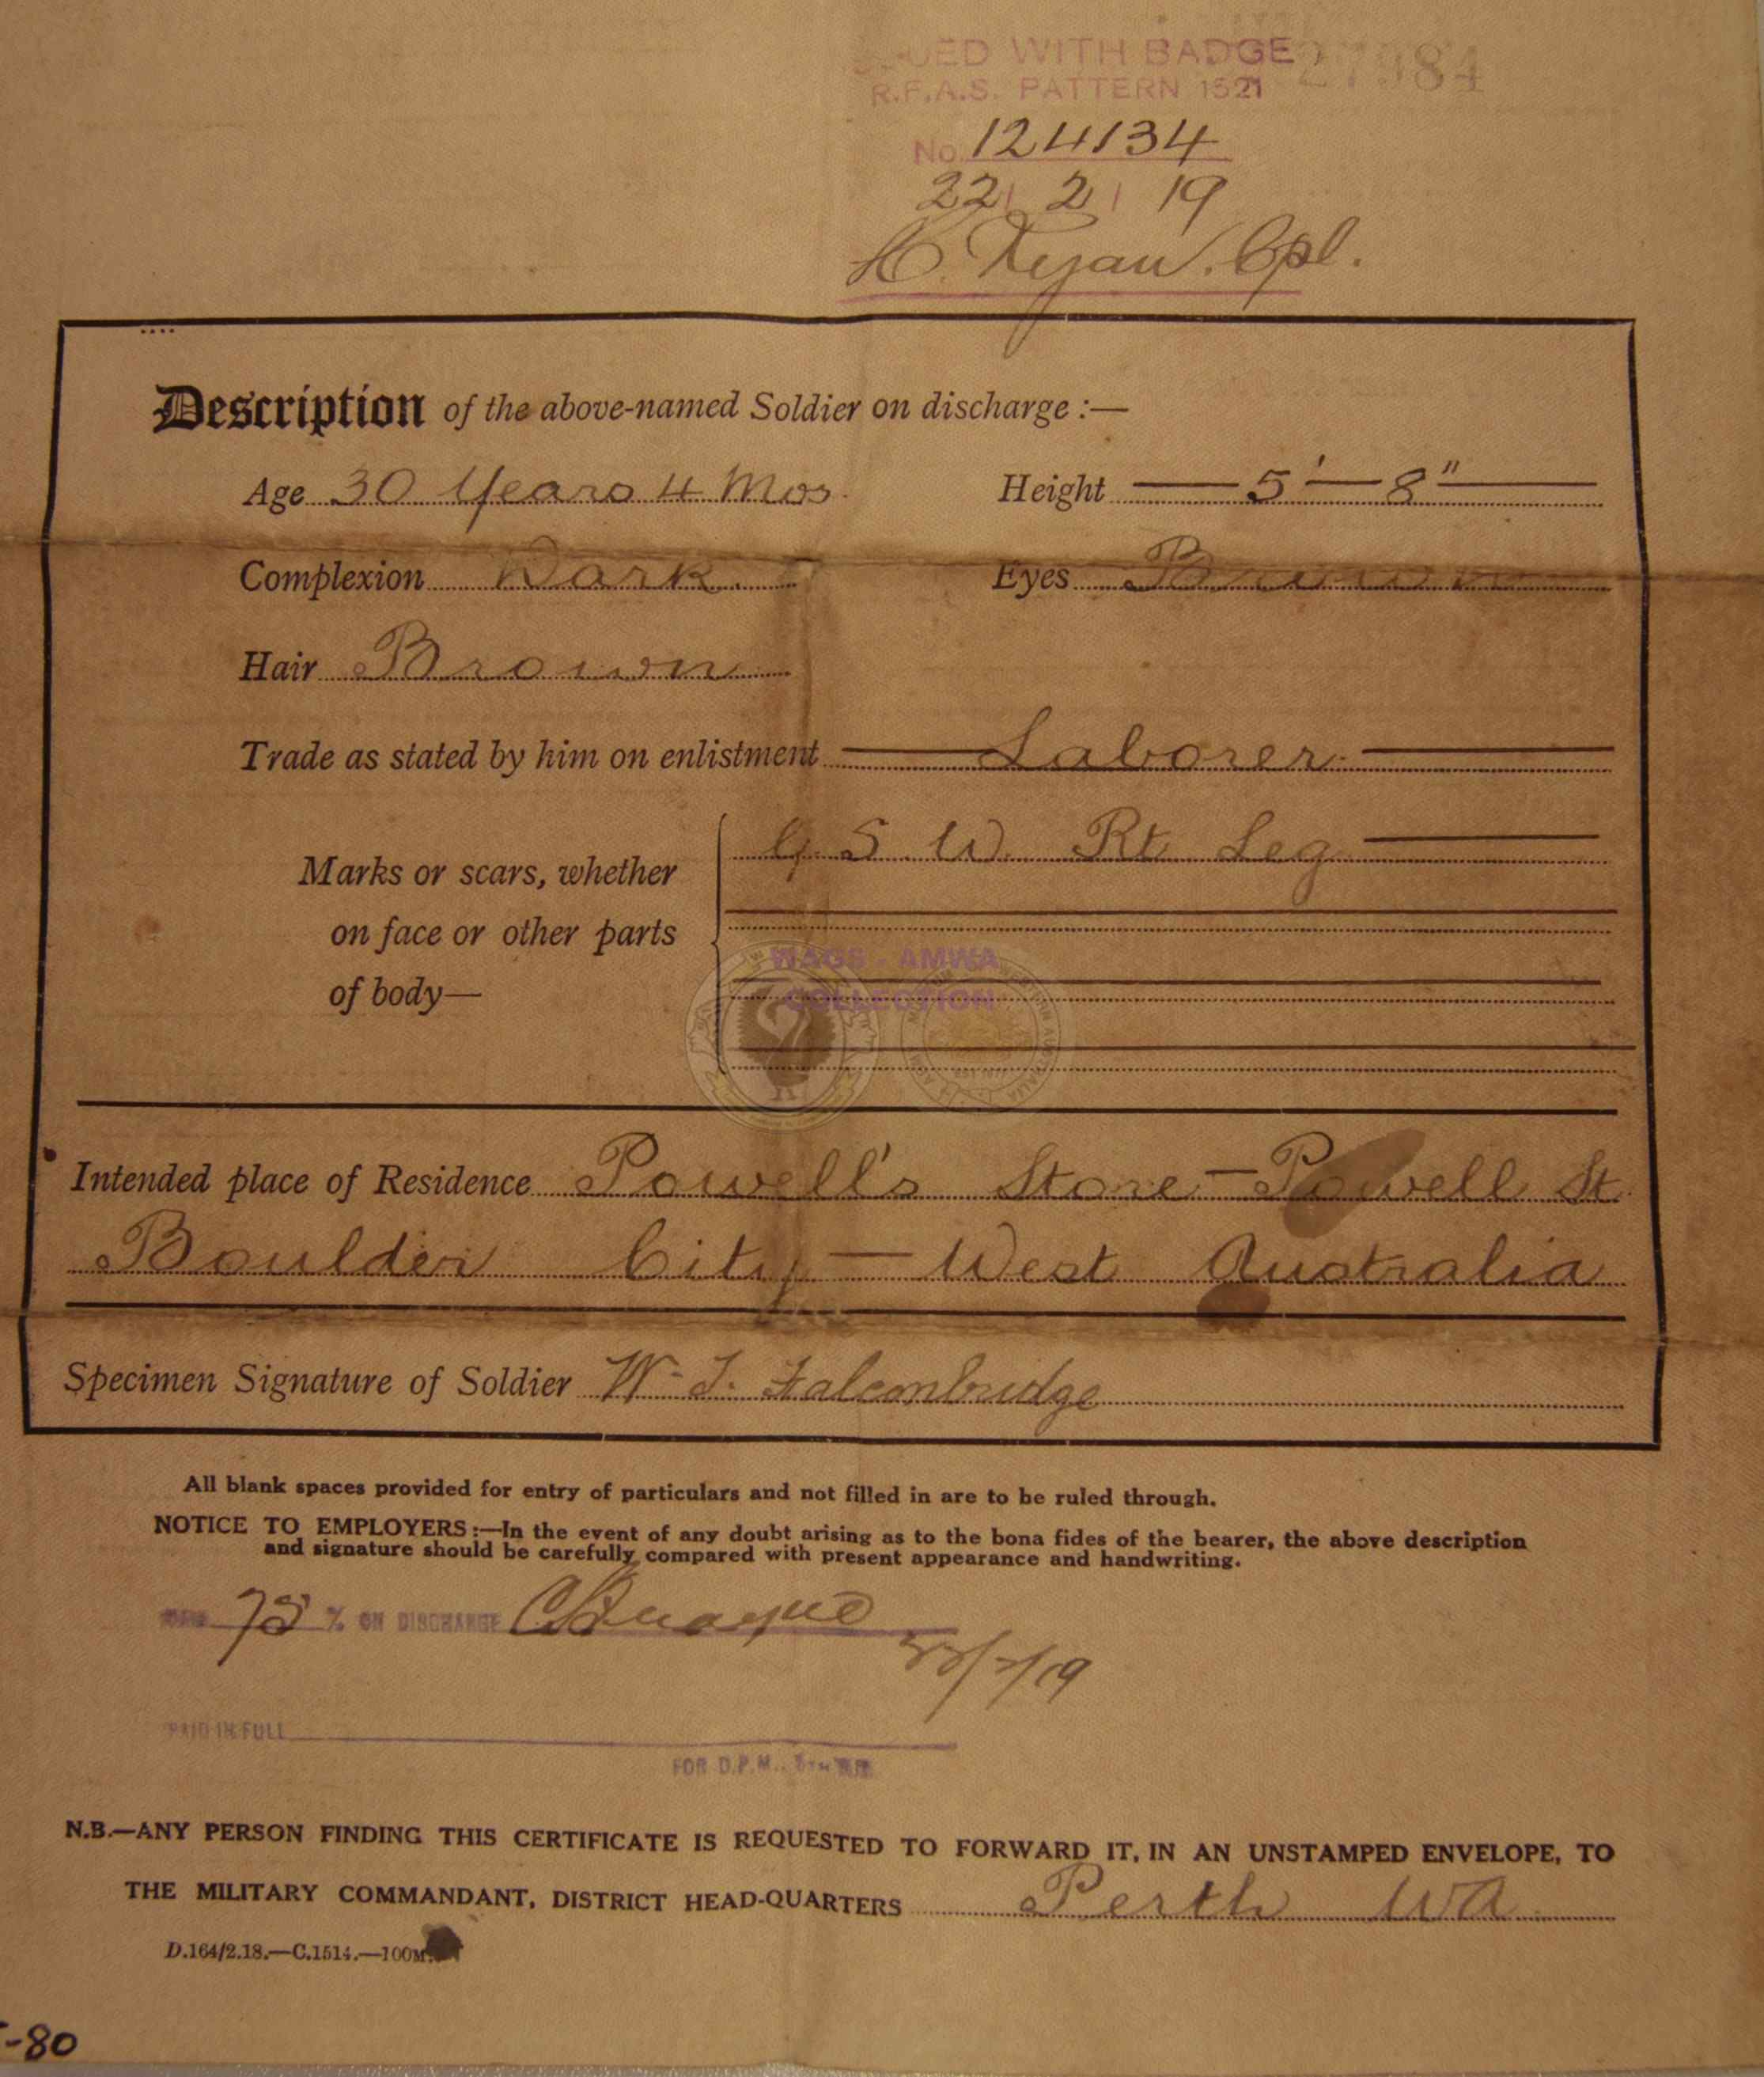 WITH BADGE
R.F.A.S. PATTERN 1521
No. 124134
22 2 19
Cpl.
Description of the above-named Soldier on discharge :—
Age 30 Years 4 Mos. Height 5' — 8"
Complexion Dark. Eyes Brown
Hair Brown
Trade as stated by him on enlistment Laborer
Marks or scars, whether G S W. Rt Leg
on face or other parts
of body—
WAGS - AMWA
COLLECTION
Intended place of Residence Powell's Store — Powell St.
Boulder City — West Australia
Specimen Signature of Soldier W. J. Falconbridge
All blank spaces provided for entry of particulars and not filled in are to be ruled through.
NOTICE TO EMPLOYERS :—In the event of any doubt arising as to the bona fides of the bearer, the above description
and signature should be carefully compared with present appearance and handwriting.
% ON DISCHARGE
PAID IN FULL
FOR D.P.M.,
N.B.—ANY PERSON FINDING THIS CERTIFICATE IS REQUESTED TO FORWARD IT, IN AN UNSTAMPED ENVELOPE, TO
THE MILITARY COMMANDANT, DISTRICT HEAD-QUARTERS Perth WA
D.164/2.18.—C.1514.—100M.
-80